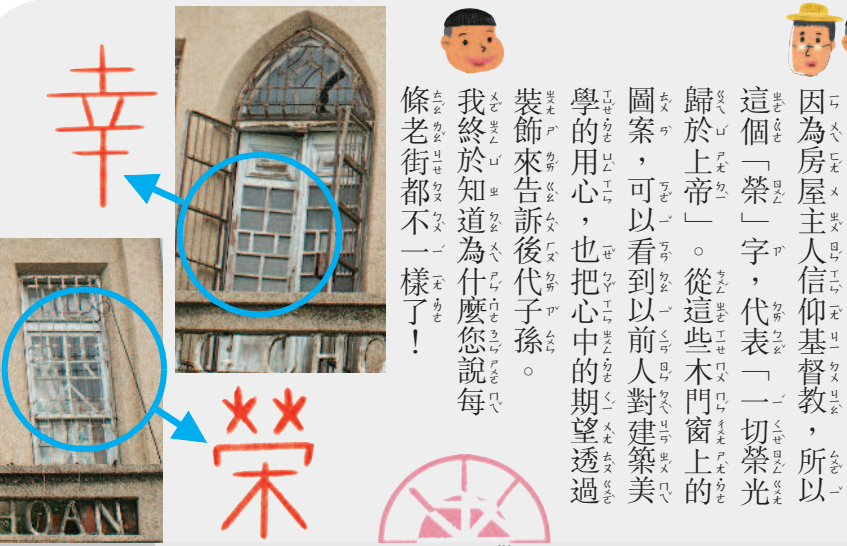 因為房屋主人信仰基督教，所以
這個「榮」字，代表「一切榮光
歸於上帝」。從這些木門窗上的
圖案，可以看到以前人對建築美
學的用心，也把心中的期望透過
裝飾來告訴後代子孫。
我終於知道為什麼您說每
條老街都不一樣了！
幸
榮
HOAN